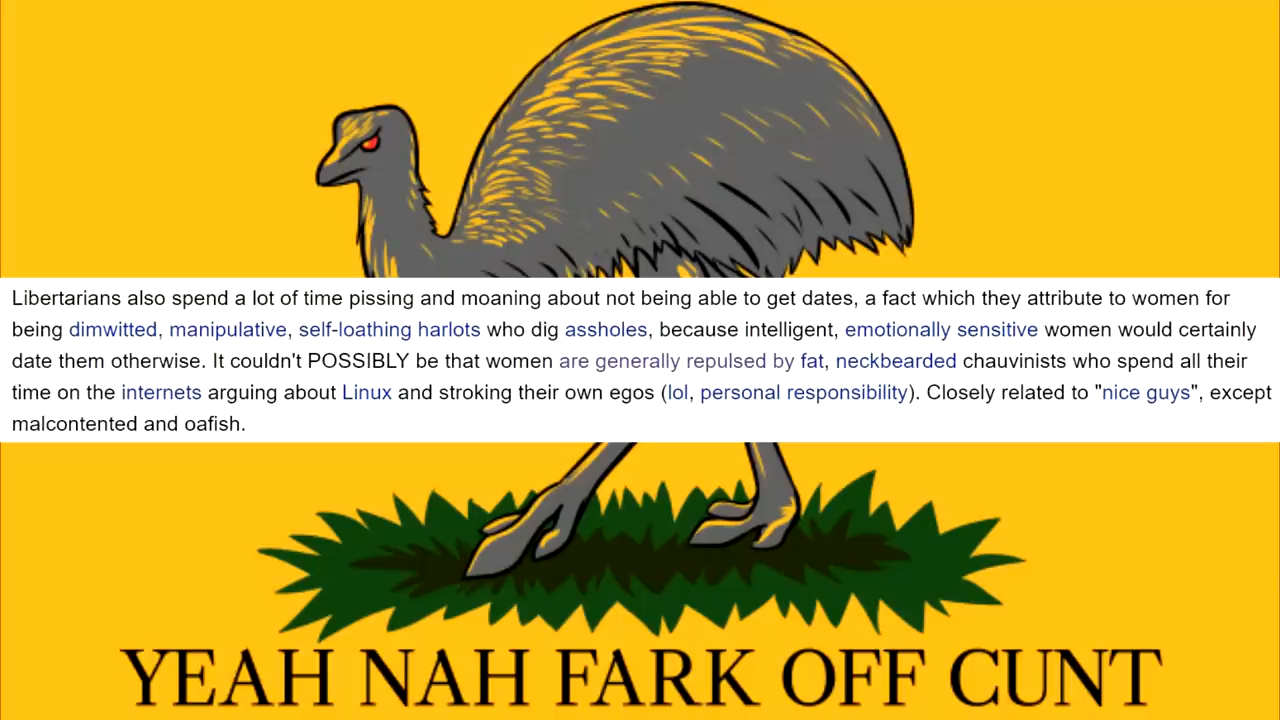 Libertarians also spend a lot of time pissing and moaning about not being able to get dates, a fact which they attribute to women for
being dimwitted, manipulative, self-loathing harlots who dig assholes, because intelligent, emotionally sensitive women would certainly
date them otherwise. It couldn't POSSIBLY be that women are generally repulsed by fat, neckbearded chauvinists who spend all their
time on the internets arguing about Linux and stroking their own egos (lol, personal responsibility). Closely related to "nice guys", except
malcontented and oafish.
YEAH NAH FARK OFF CUNT